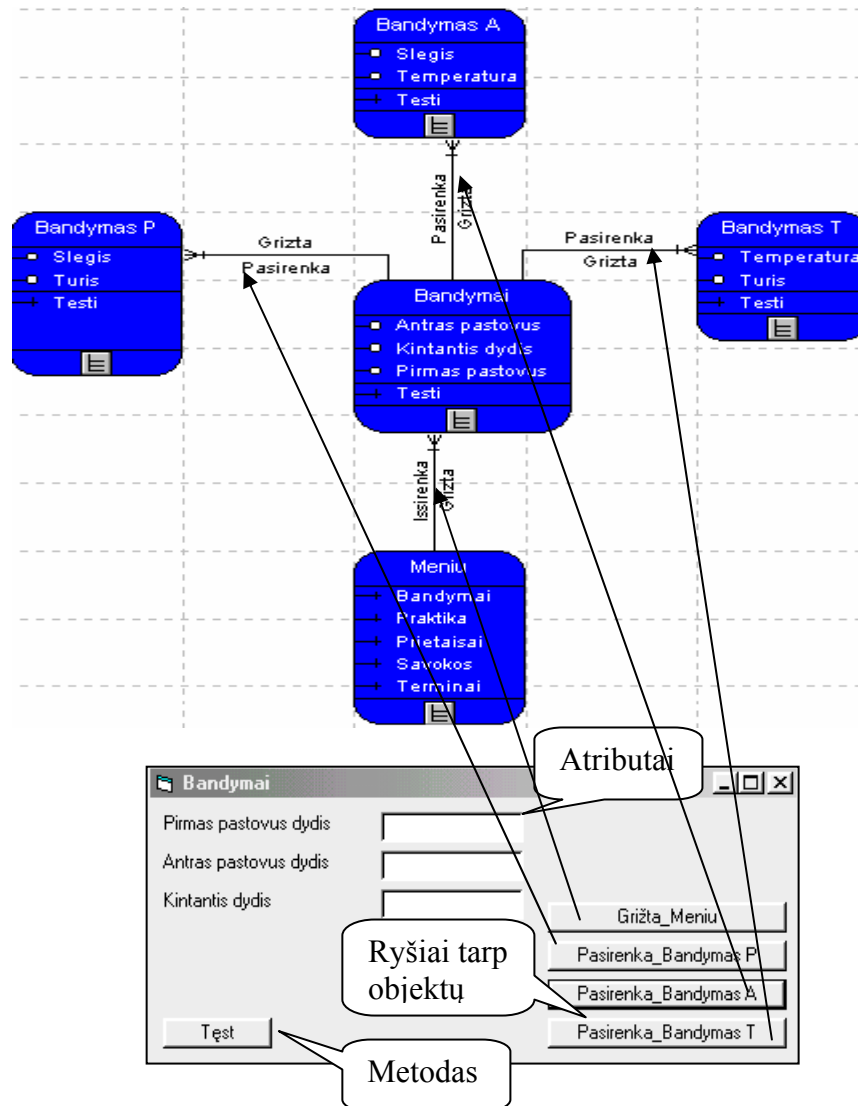 Bandymas A
Slegis
Temperatura
Testi
Pasirenka
Grizta
Bandymas P
Slegis
Turis
Testi
Grizta
Pasirenka
Pasirenka
Grizta
Bandymas T
Temperatura
Turis
Testi
Bandymai
Antras pastovus
Kintantis dydis
Pirmas pastovus
Testi
Issirenka
Grizta
Meniu
Bandymai
Praktika
Prietaisai
Savokos
Terminai
Atributai
Bandymai
Pirmas pastovus dydis
Antras pastovus dydis
Kintantis dydis
Grižta_Meniu
Ryšiai tarp
objektų
Pasirenka_Bandymas P
Pasirenka_Bandymas A
Pasirenka_Bandymas T
Tęst
Metodas